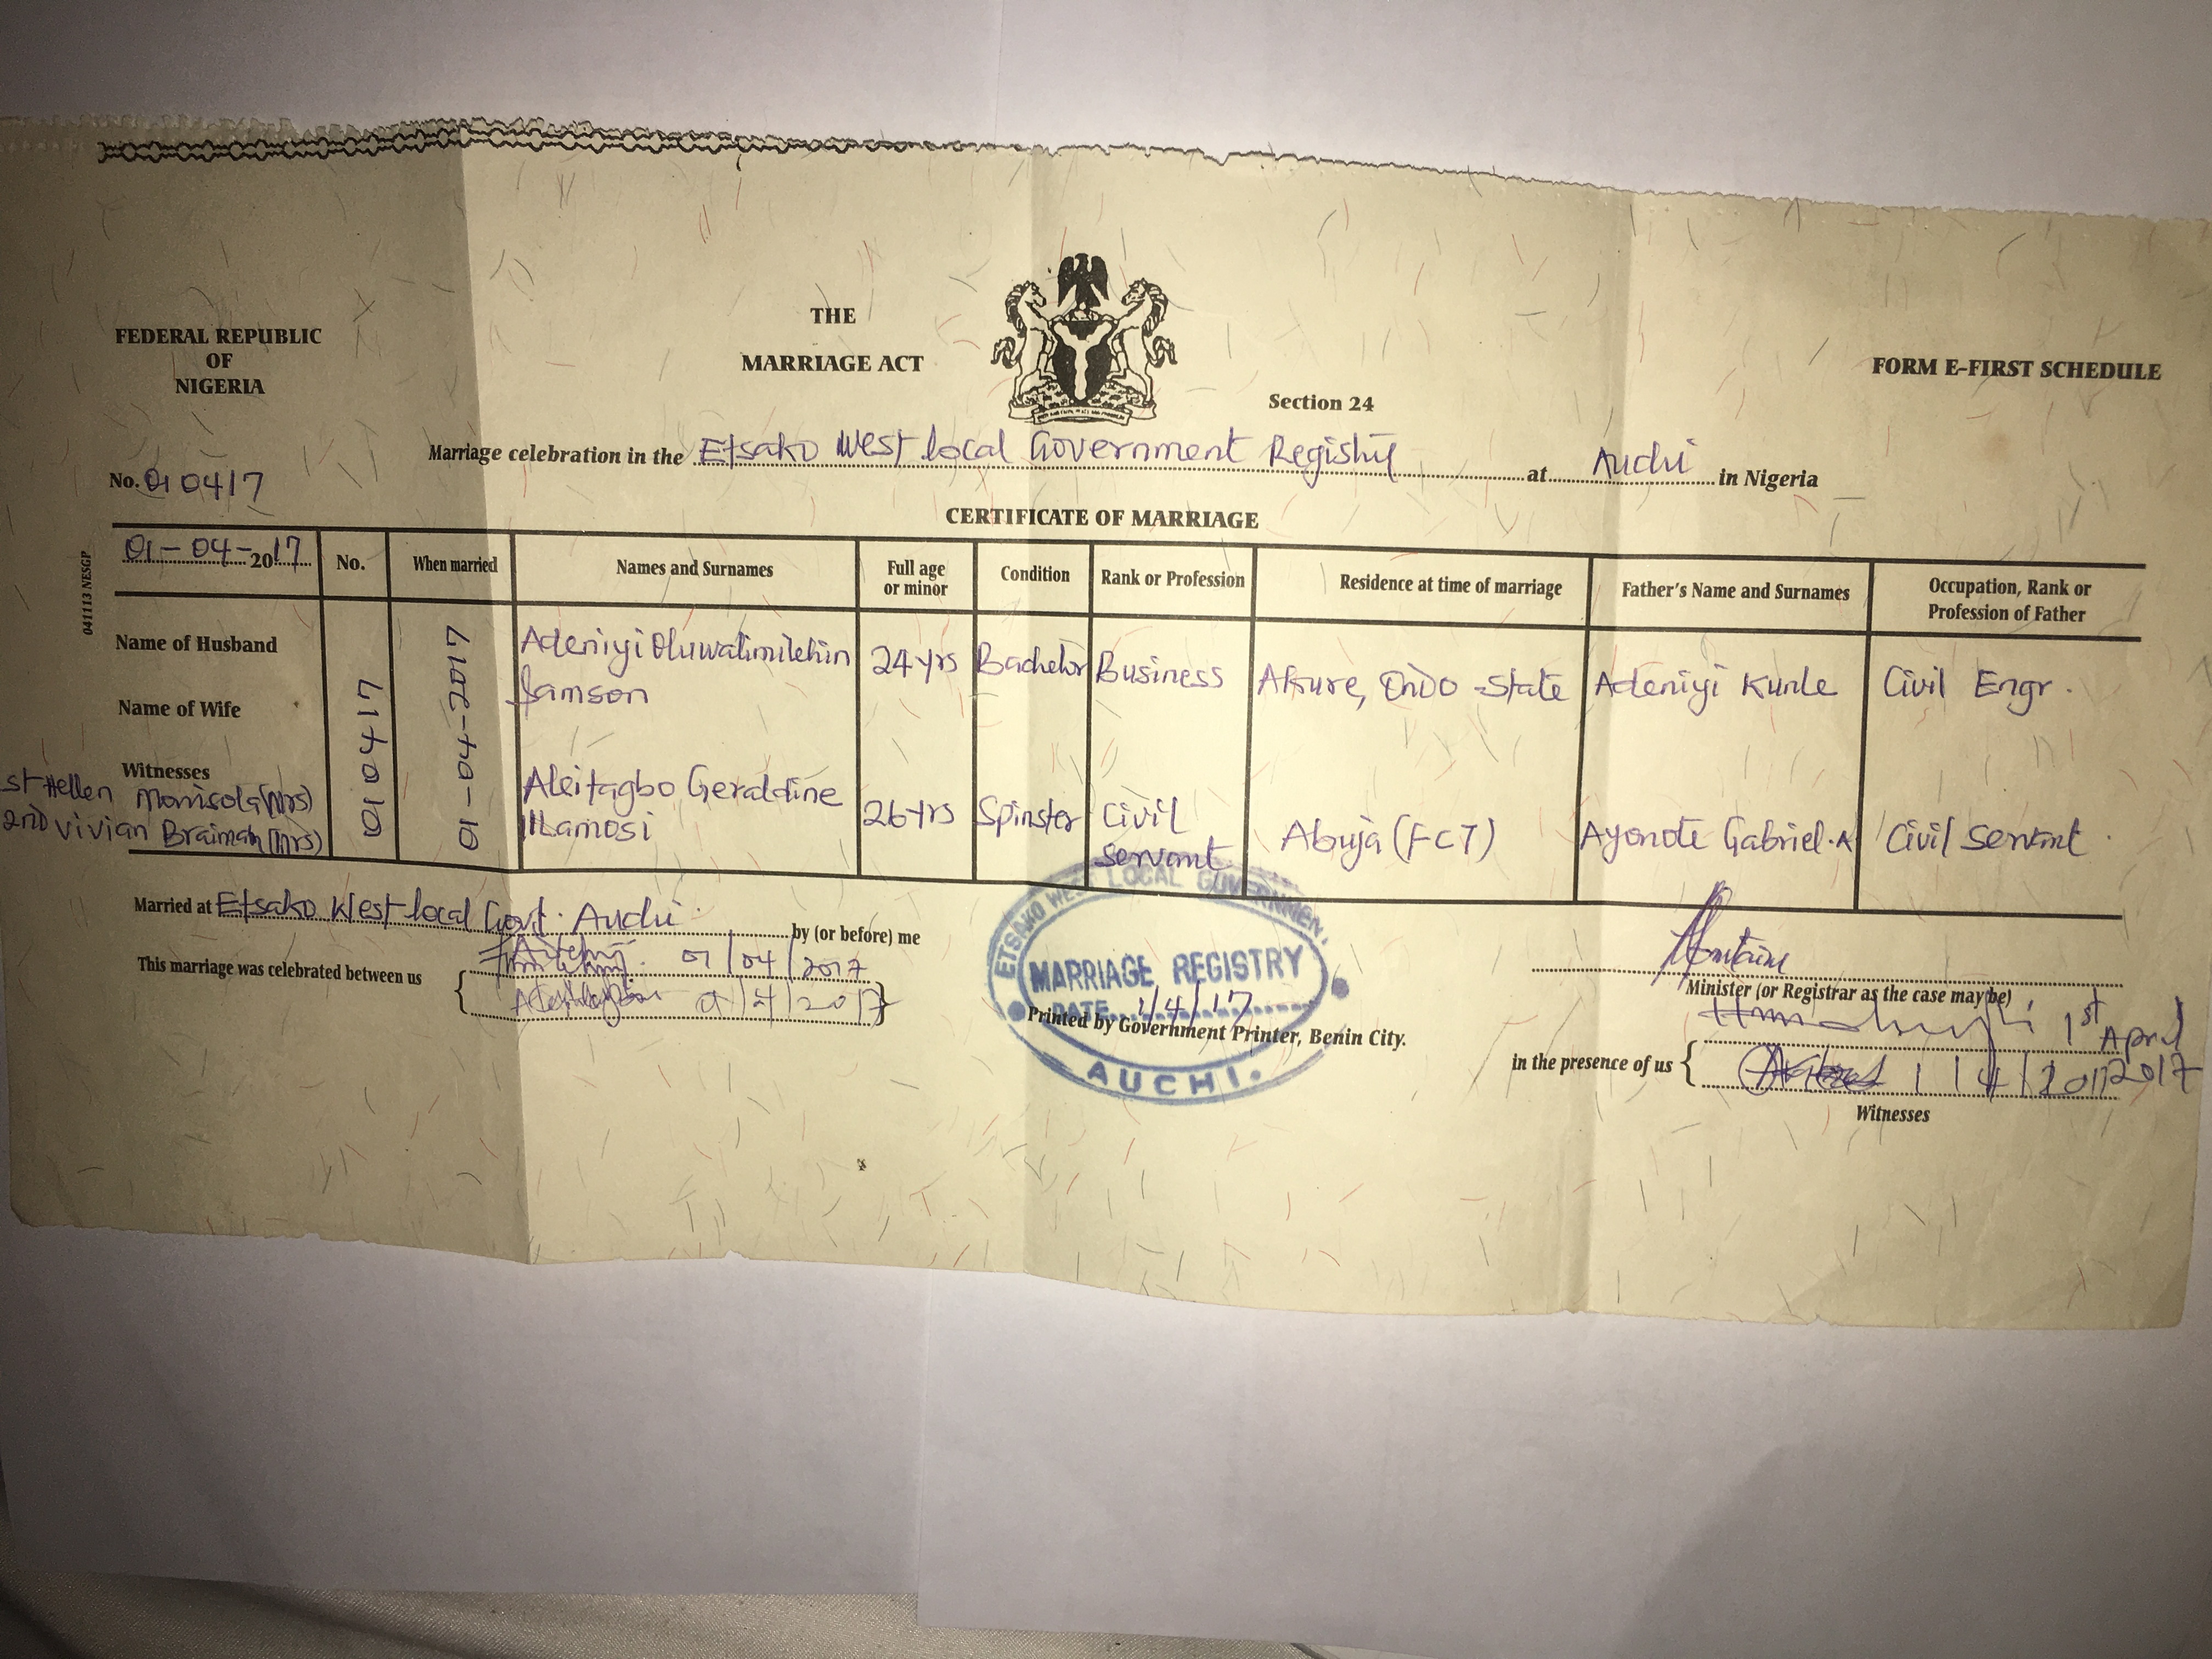 FEDERAL REPUBLIC
OF
NIGERIA
THE
MARRIAGE ACT
Section 24
FORM E-FIRST SCHEDULE
No. 010417
Marriage celebration in the Etsako West local Government Registry at Auchi in Nigeria
CERTIFICATE OF MARRIAGE
041113 NESGP
01-04-2017 No. When married Names and Surnames Full age or minor Condition Rank or Profession Residence at time of marriage Father's Name and Surnames Occupation, Rank or Profession of Father
010417
01-04-2017
Name of Husband
Adeniyi Oluwatimilehin Samson 24yrs Bachelor Business Akure, Ondo State Adeniyi Kunle Civil Engr.
Name of Wife
Geraldine 26yrs Spinster Civil Servant Abuja (FCT) Gabriel.A Civil Servant
Witnesses
st Hellen Monisola (Mrs)
2nd Vivian Braimah (Mrs)
Married at Etsako West local Govt. Auchi. by (or before) me
This marriage was celebrated between us
01/04/2017
01/4/2017
ETSAKO WEST LOCAL GOVERNMENT
MARRIAGE REGISTRY
DATE 1/4/17
AUCHI.
Printed by Government Printer, Benin City.
Minister (or Registrar as the case may be)
1st April 2017
in the presence of us
1/4/2017
Witnesses